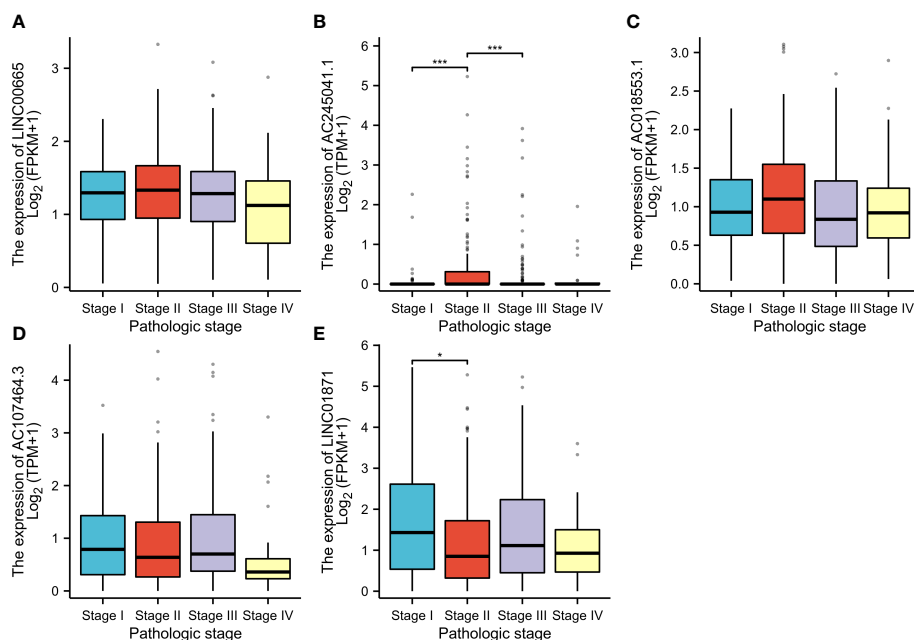 A
The expression of LINC00665
Log2 (FPKM+1)
3
2
1
0
Stage I Stage II Stage III Stage IV
Pathologic stage
B
The expression of AC245041.1
Log2 (TPM+1)
6
5
4
3
2
1
0
***
***
Stage I Stage II Stage III Stage IV
Pathologic stage
C
The expression of AC018553.1
Log2 (FPKM+1)
3.0
2.5
2.0
1.5
1.0
0.5
0.0
Stage I Stage II Stage III Stage IV
Pathologic stage
D
The expression of AC107464.3
Log2 (TPM+1)
4
3
2
1
0
Stage I Stage II Stage III Stage IV
Pathologic stage
E
The expression of LINC01871
Log2 (FPKM+1)
6
5
4
3
2
1
0
*
Stage I Stage II Stage III Stage IV
Pathologic stage